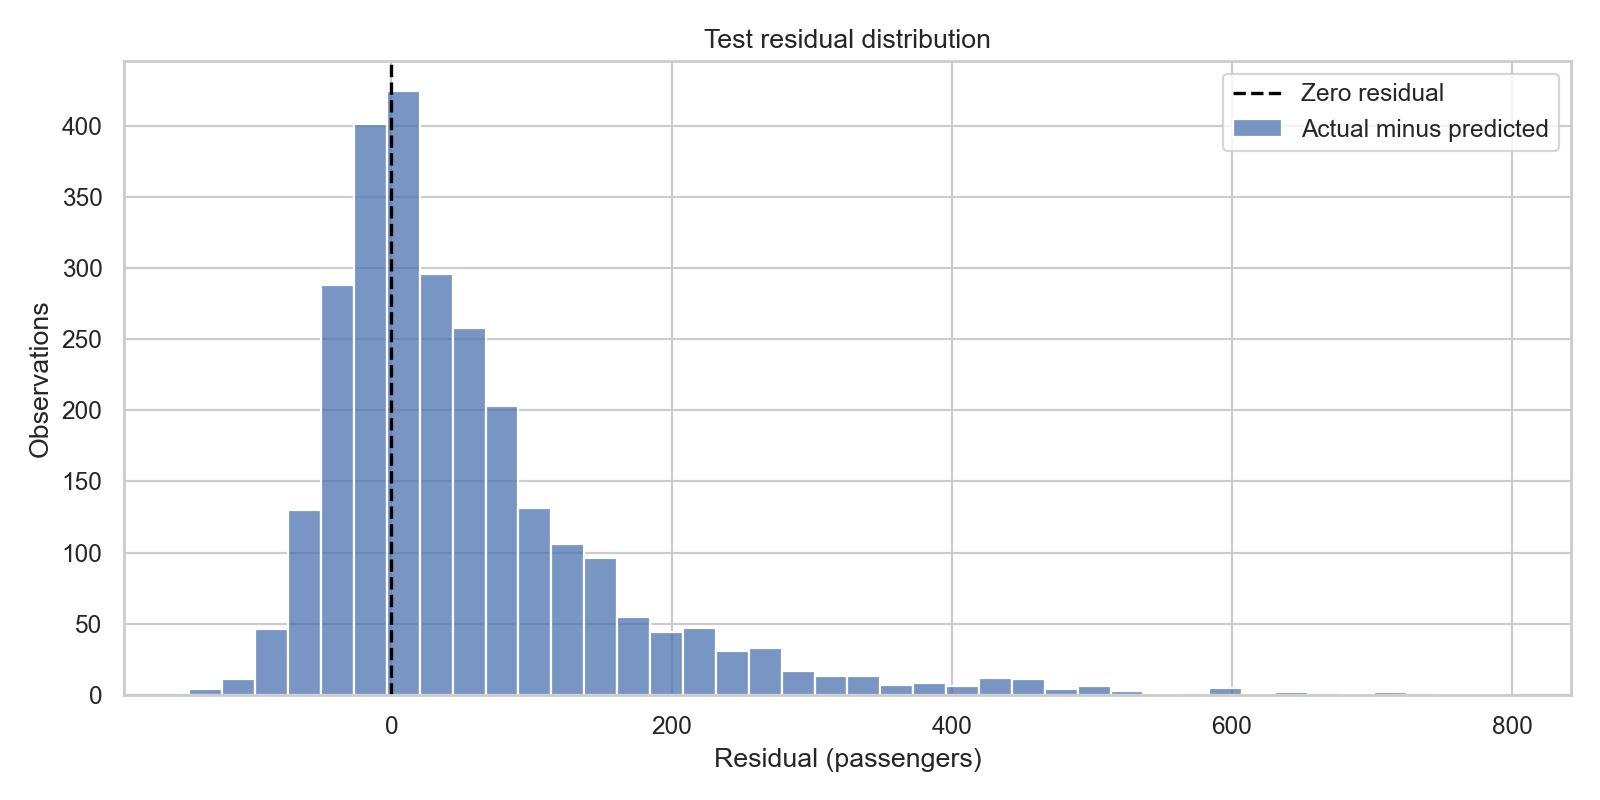 Test residual distribution
Zero residual
Actual minus predicted
Observations
400
350
300
250
200
150
100
50
0
0 200 400 600 800
Residual (passengers)